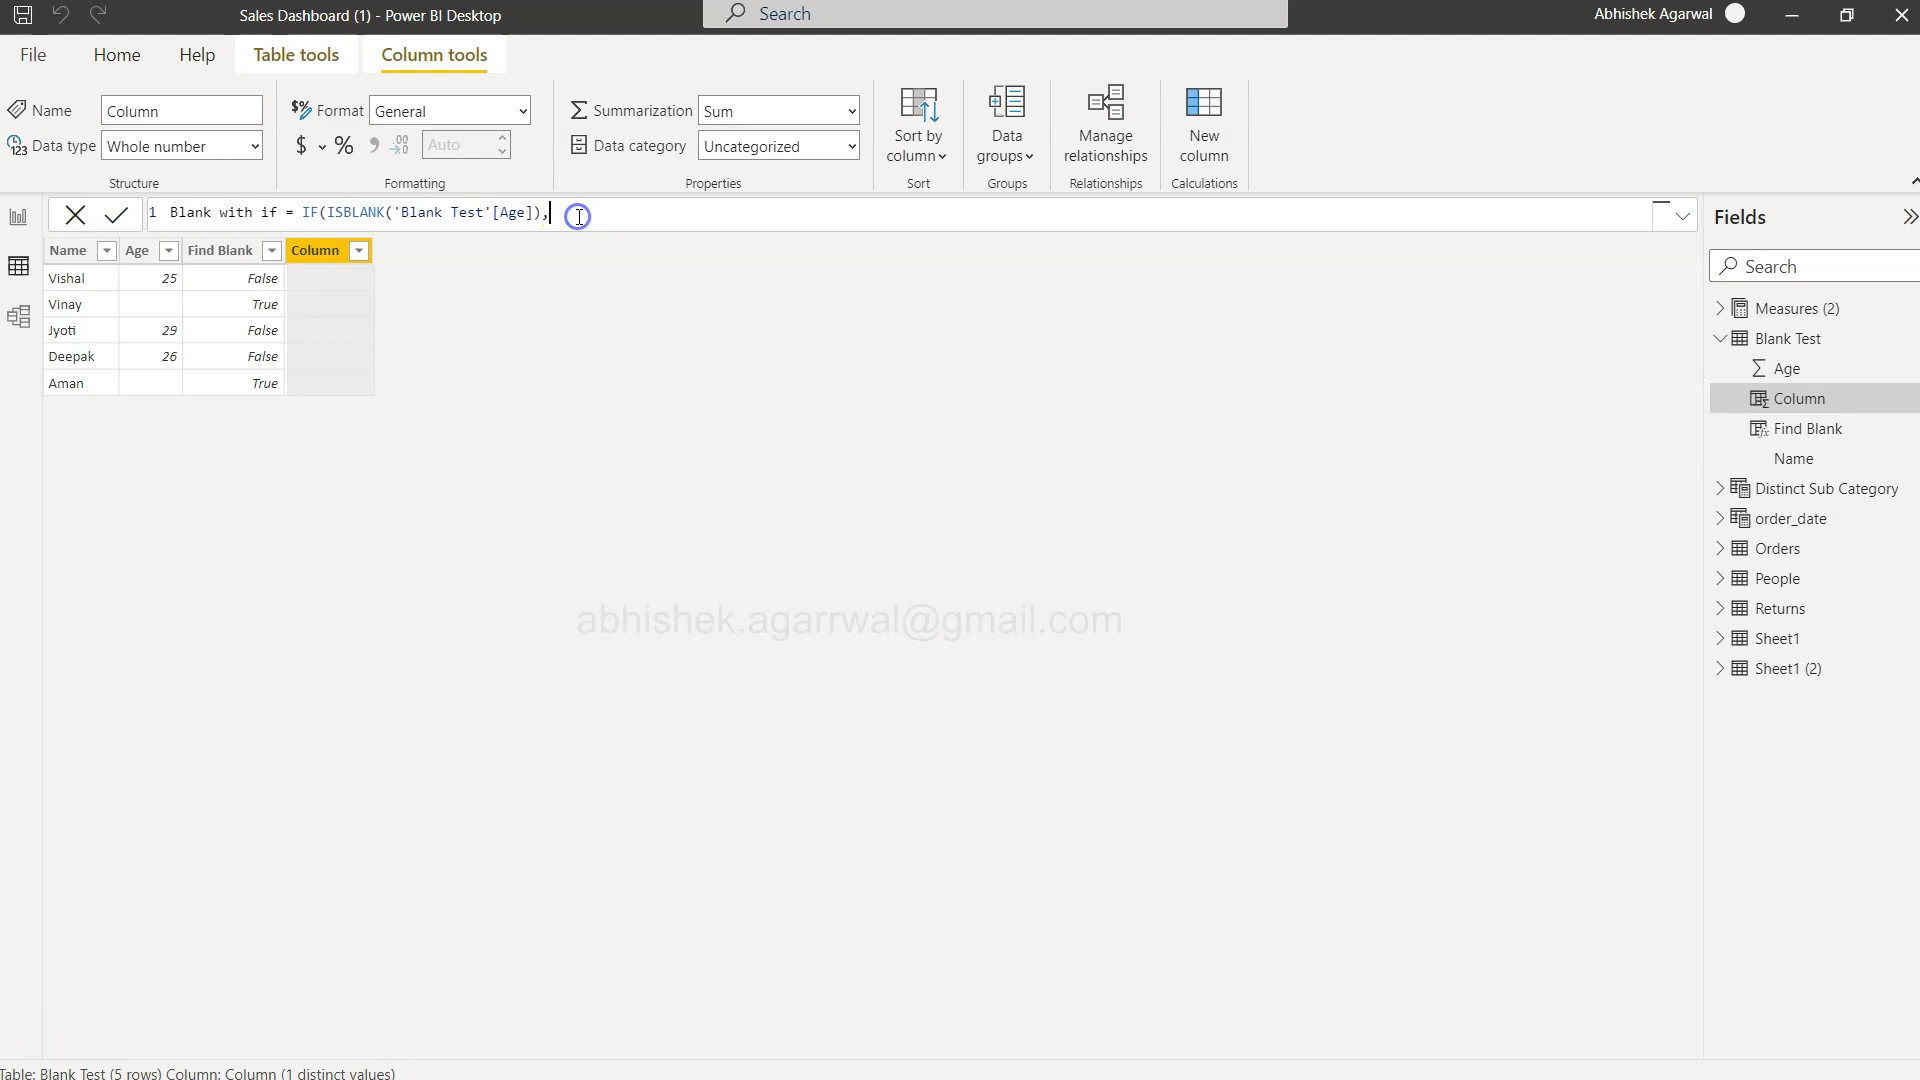 Sales Dashboard (1) - Power BI Desktop
Search
Abhishek Agarwal
File Home Help Table tools Column tools
Name Column
Data type Whole number
Structure
Format General
$ % Auto
Formatting
Summarization Sum
Data category Uncategorized
Properties
Sort by
column
Sort
Data
groups
Groups
Manage
relationships
Relationships
New
column
Calculations
1 Blank with if = IF(ISBLANK('Blank Test'[Age]),
Name Age Find Blank Column
Vishal 25 False
Vinay True
Jyoti 29 False
Deepak 26 False
Aman True
abhishek.agarrwal@gmail.com
Fields
Search
Measures (2)
Blank Test
Age
Column
Find Blank
Name
Distinct Sub Category
order_date
Orders
People
Returns
Sheet1
Sheet1 (2)
Table: Blank Test (5 rows) Column: Column (1 distinct values)